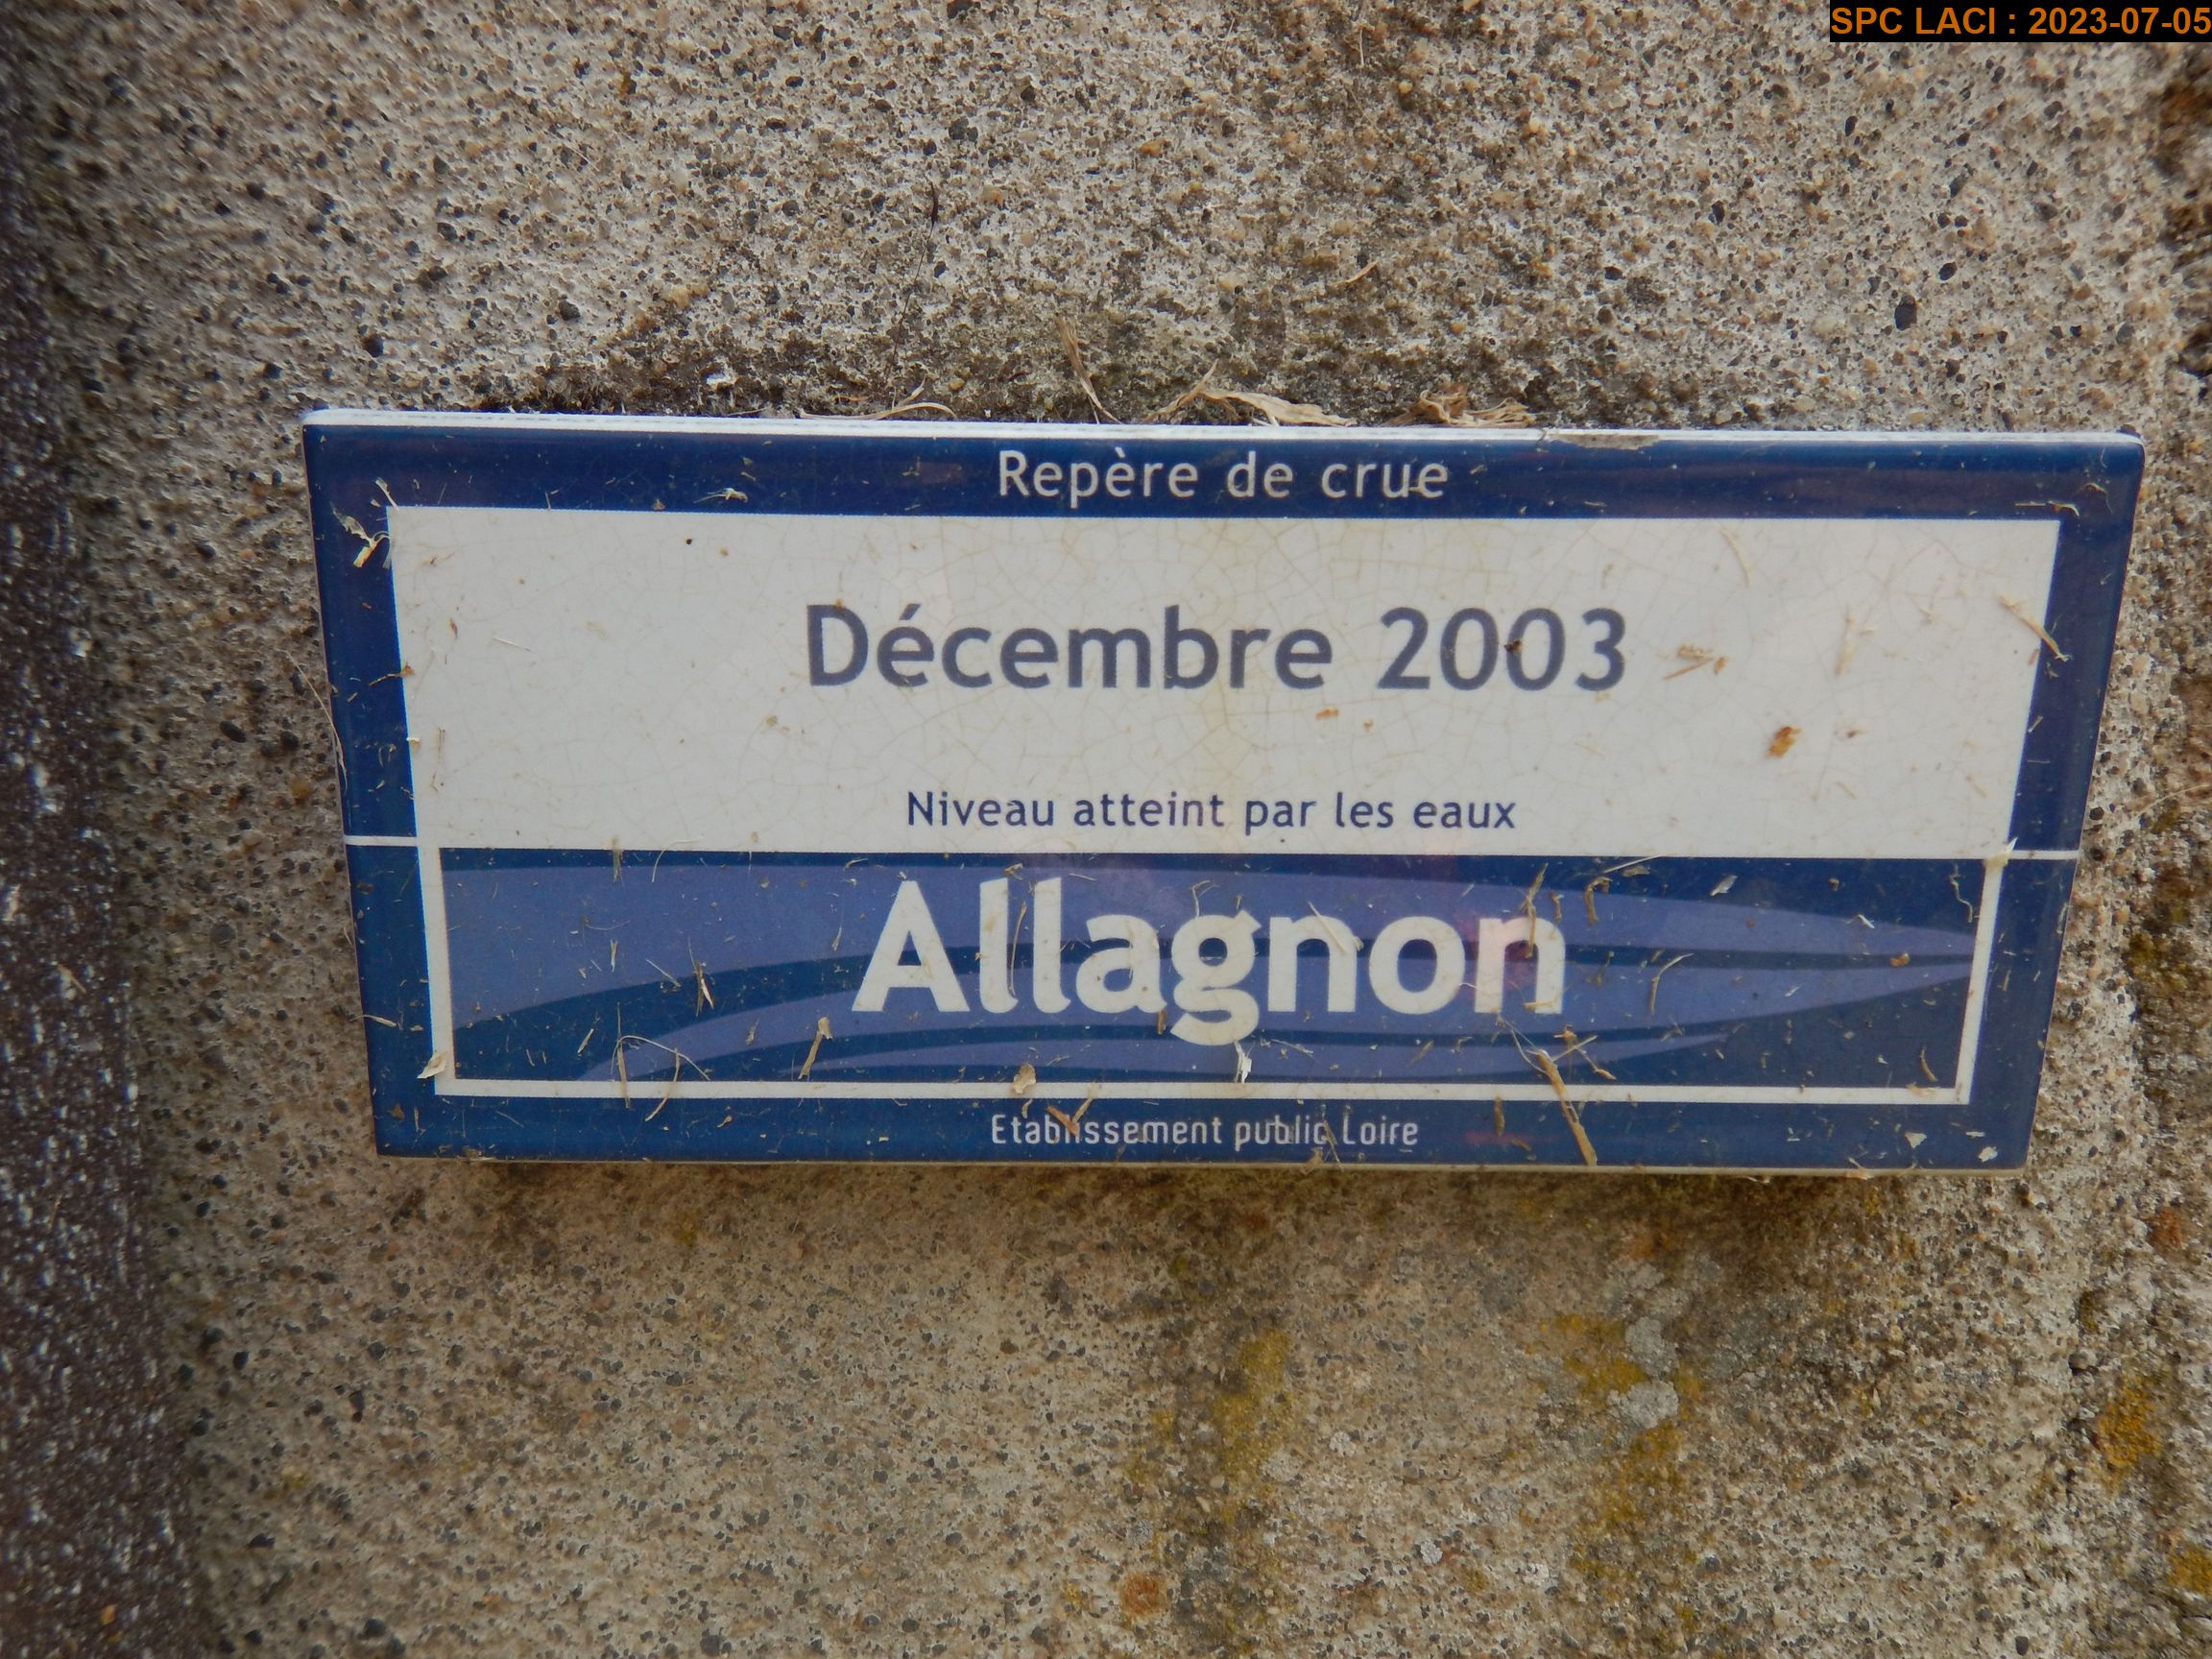 SPC LACI : 2023-07-05
Repère de crue
Décembre 2003
Niveau atteint par les eaux
Allagnon
Etablissement public Loire